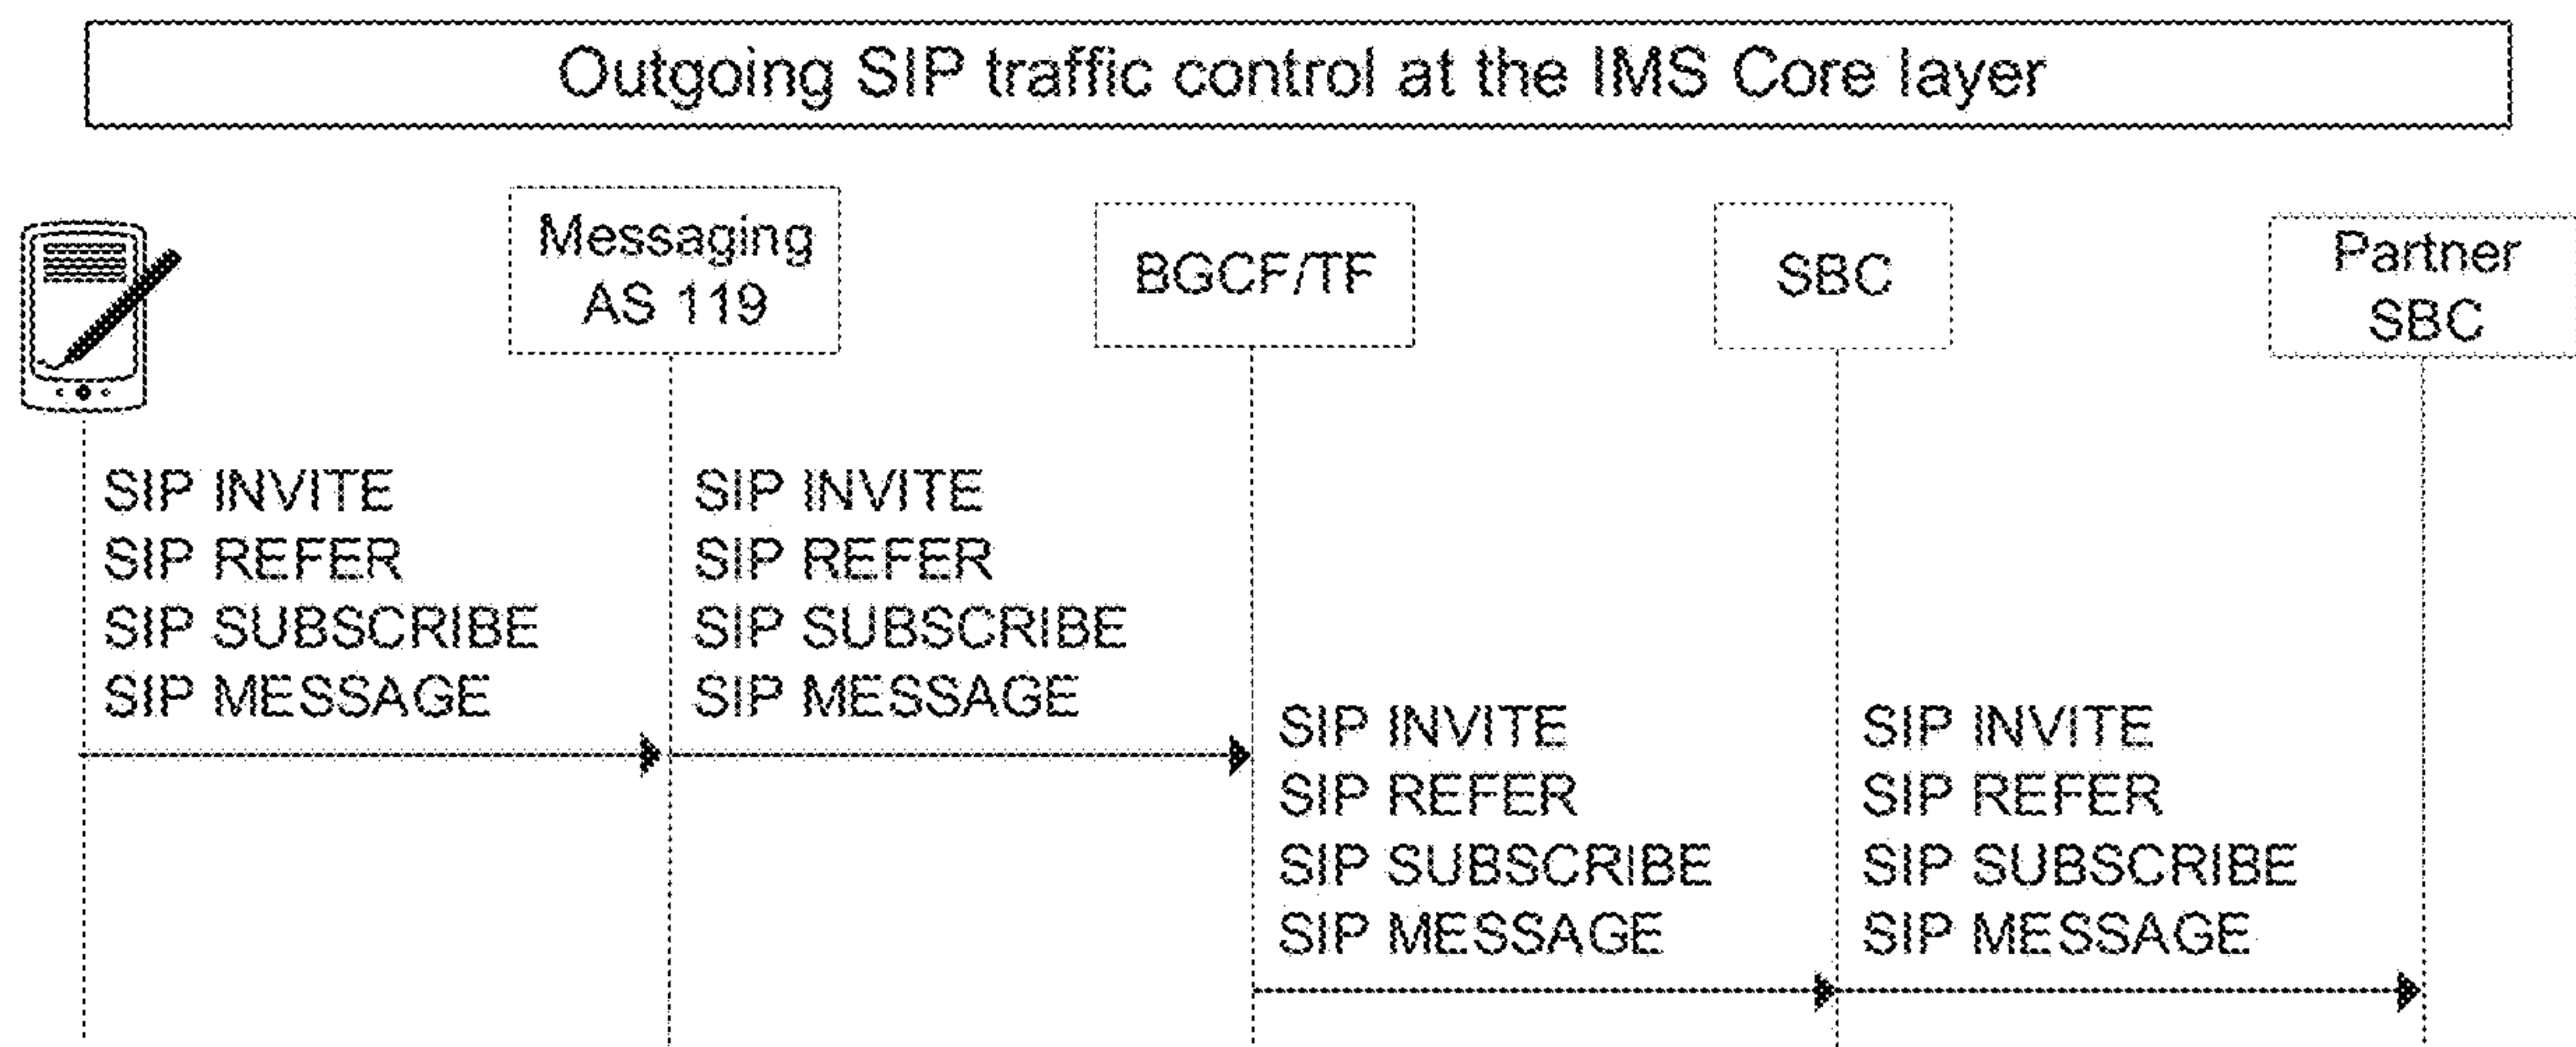 Outgoing SIP traffic control at the IMS Core layer
Messaging
AS 119
BGCF/TF
SBC
Partner
SBC
SIP INVITE
SIP REFER
SIP SUBSCRIBE
SIP MESSAGE
SIP INVITE
SIP REFER
SIP SUBSCRIBE
SIP MESSAGE
SIP INVITE
SIP REFER
SIP SUBSCRIBE
SIP MESSAGE
SIP INVITE
SIP REFER
SIP SUBSCRIBE
SIP MESSAGE